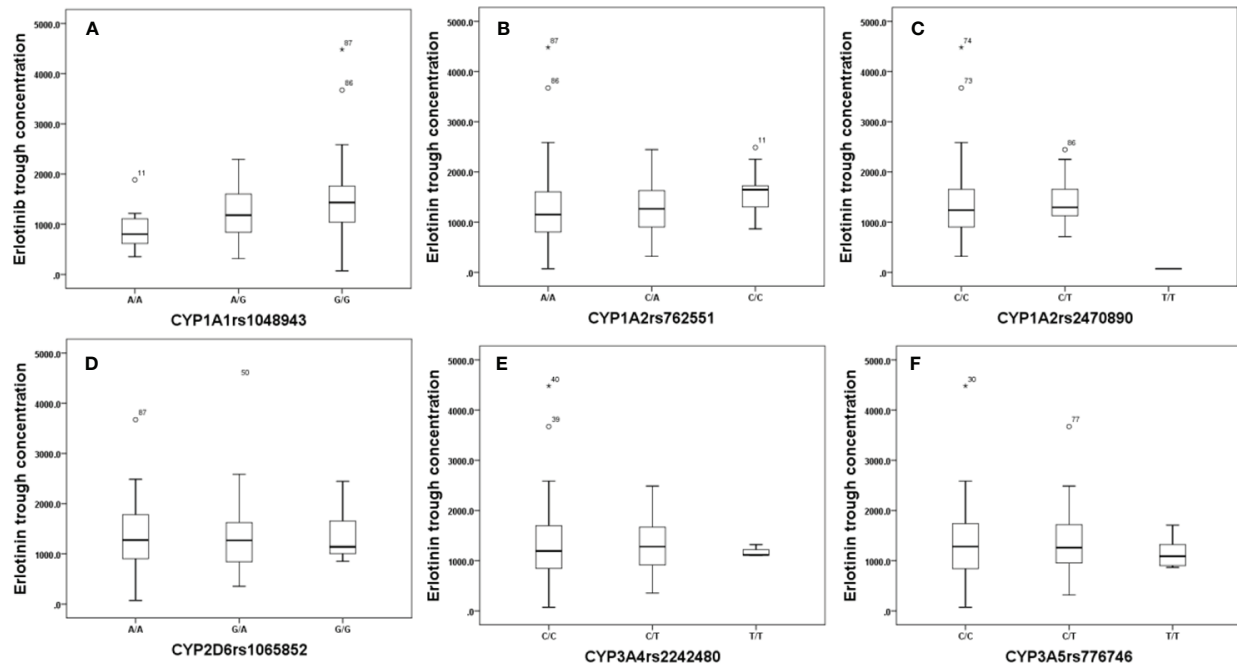 A
Erlotinib trough concentration
5000.0
4000.0
3000.0
2000.0
1000.0
.0
11
87
86
A/A
A/G
G/G
CYP1A1rs1048943
B
Erlotinin trough concentration
5000.0
4000.0
3000.0
2000.0
1000.0
.0
87
86
11
A/A
C/A
C/C
CYP1A2rs762551
C
Erlotinin trough concentration
5000.0
4000.0
3000.0
2000.0
1000.0
.0
74
73
86
C/C
C/T
T/T
CYP1A2rs2470890
D
Erlotinin trough concentration
5000.0
4000.0
3000.0
2000.0
1000.0
.0
87
50
A/A
G/A
G/G
CYP2D6rs1065852
E
Erlotinin trough concentration
5000.0
4000.0
3000.0
2000.0
1000.0
.0
40
39
C/C
C/T
T/T
CYP3A4rs2242480
F
Erlotinin trough concentration
5000.0
4000.0
3000.0
2000.0
1000.0
.0
30
77
C/C
C/T
T/T
CYP3A5rs776746